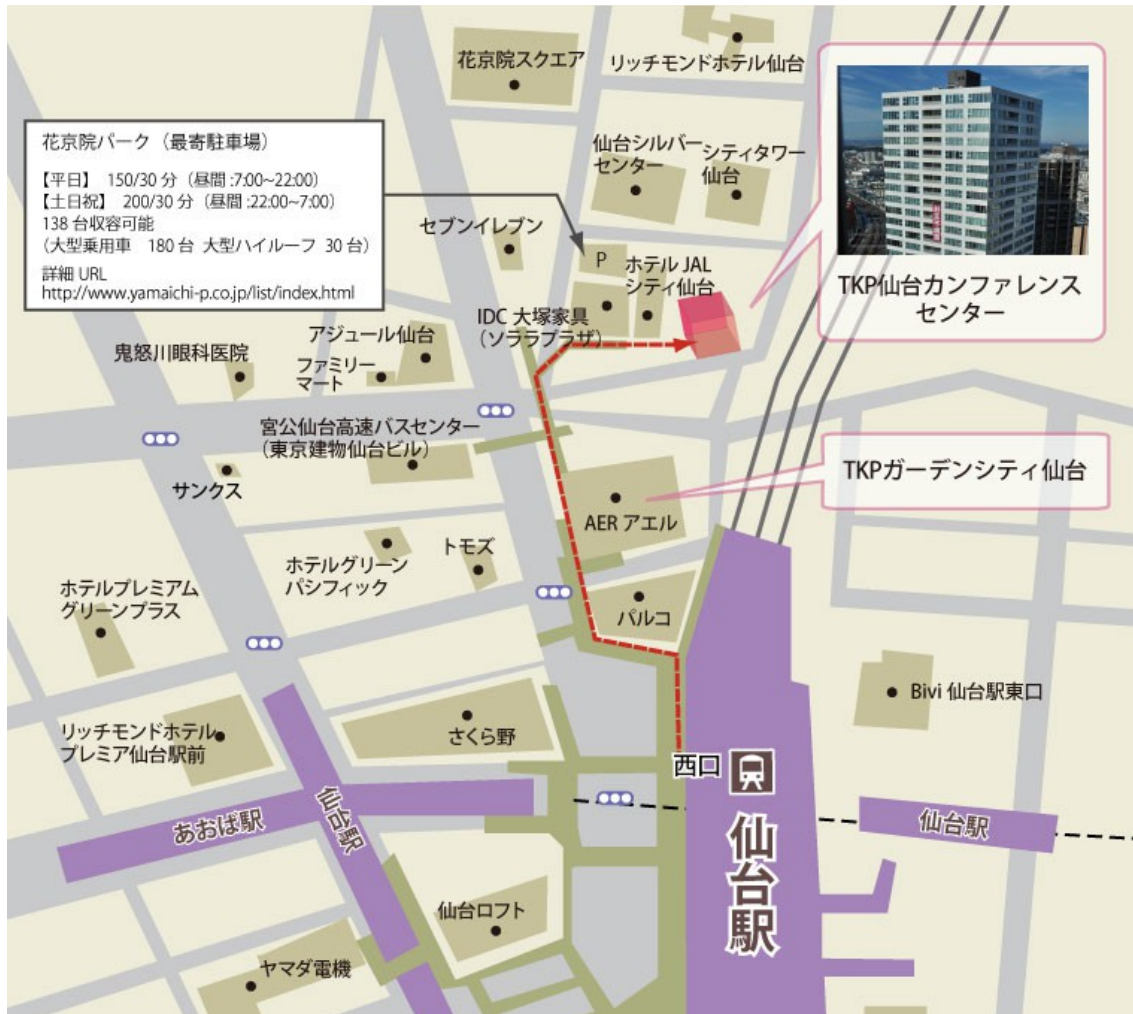 花京院スクエア
リッチモンドホテル仙台
花京院パーク（最寄駐車場）
【平日】 150/30 分（昼間 :7:00~22:00）
【土日祝】 200/30 分（昼間 :22:00~7:00）
138 台収容可能
（大型乗用車 180 台 大型ハイルーフ 30 台）
詳細 URL
http://www.yamaichi-p.co.jp/list/index.html
仙台シルバー
センター
シティタワー
仙台
セブンイレブン
P
ホテル JAL
シティ仙台
TKP仙台カンファレンス
センター
IDC 大塚家具
（ソララプラザ）
アジュール仙台
鬼怒川眼科医院
ファミリー
マート
宮公仙台高速バスセンター
（東京建物仙台ビル）
サンクス
TKPガーデンシティ仙台
AER アエル
ホテルグリーン
パシフィック
トモズ
ホテルプレミアム
グリーンプラス
パルコ
Bivi 仙台駅東口
リッチモンドホテル
プレミア仙台駅前
さくら野
西口
仙台駅
あおば駅
仙台駅
仙台駅
仙台ロフト
ヤマダ電機